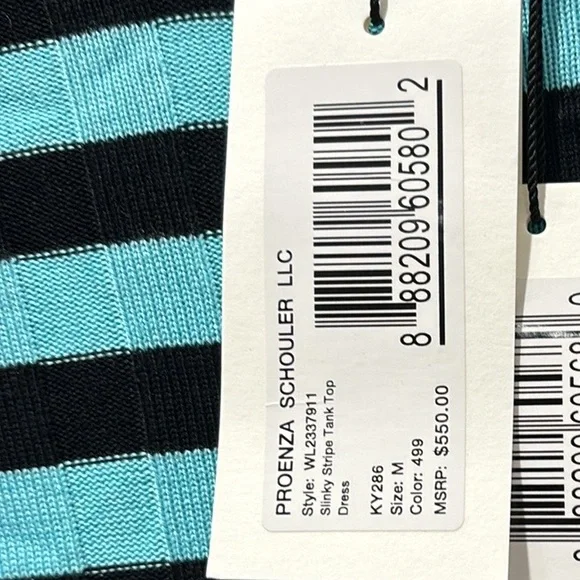 PROENZA SCHOULER LLC
Style: WL2337911
Slinky Stripe Tank Top
Dress
KY286
Size: M
Color: 499
MSRP: $550.00
8 88209 60580 2